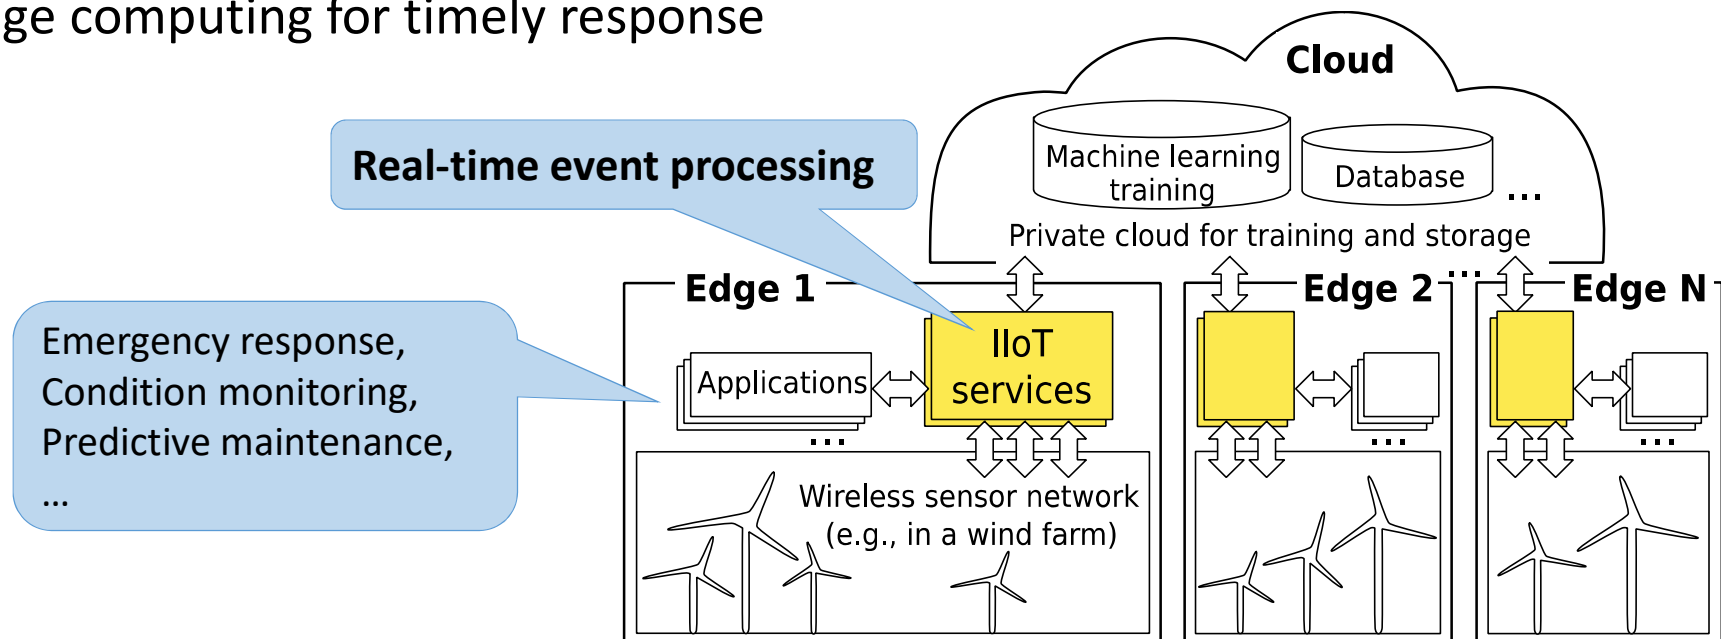 ge computing for timely response
Cloud
Real-time event processing
Machine learning
training
Database
...
Private cloud for training and storage
...
Edge 1
Edge 2
Edge N
Emergency response,
Condition monitoring,
Predictive maintenance,
...
Applications
...
IIoT
services
...
...
Wireless sensor network
(e.g., in a wind farm)